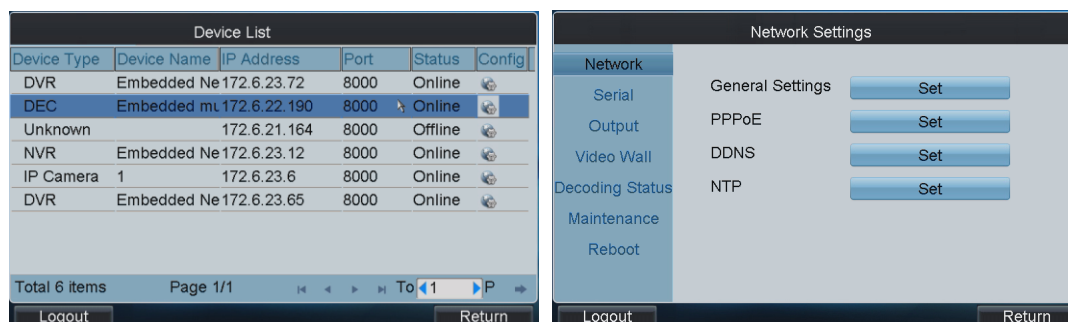 Device List
Device Type Device Name IP Address Port Status Config
DVR Embedded Ne 172.6.23.72 8000 Online
DEC Embedded mu 172.6.22.190 8000 Online
Unknown 172.6.21.164 8000 Offline
NVR Embedded Ne 172.6.23.12 8000 Online
IP Camera 1 172.6.23.6 8000 Online
DVR Embedded Ne 172.6.23.65 8000 Online
Total 6 items Page 1/1 To 1 P
Logout Return
Network Settings
Network
Serial
Output
Video Wall
Decoding Status
Maintenance
Reboot
General Settings Set
PPPoE Set
DDNS Set
NTP Set
Logout Return